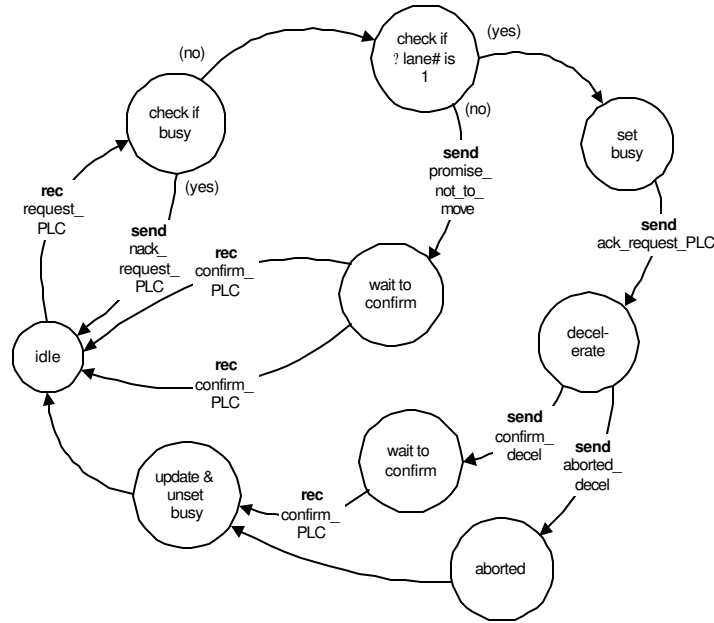 (no)
check if
? lane# is
1
(yes)
check if
busy
(no)
set
busy
rec
request_
PLC
(yes)
send
nack_
request_
PLC
send
promise_
not_to_
move
send
ack_request_PLC
rec
confirm_
PLC
wait to
confirm
idle
decel-
erate
rec
confirm_
PLC
send
confirm_
decel
send
aborted_
decel
wait to
confirm
update &
unset
busy
rec
confirm_
PLC
aborted